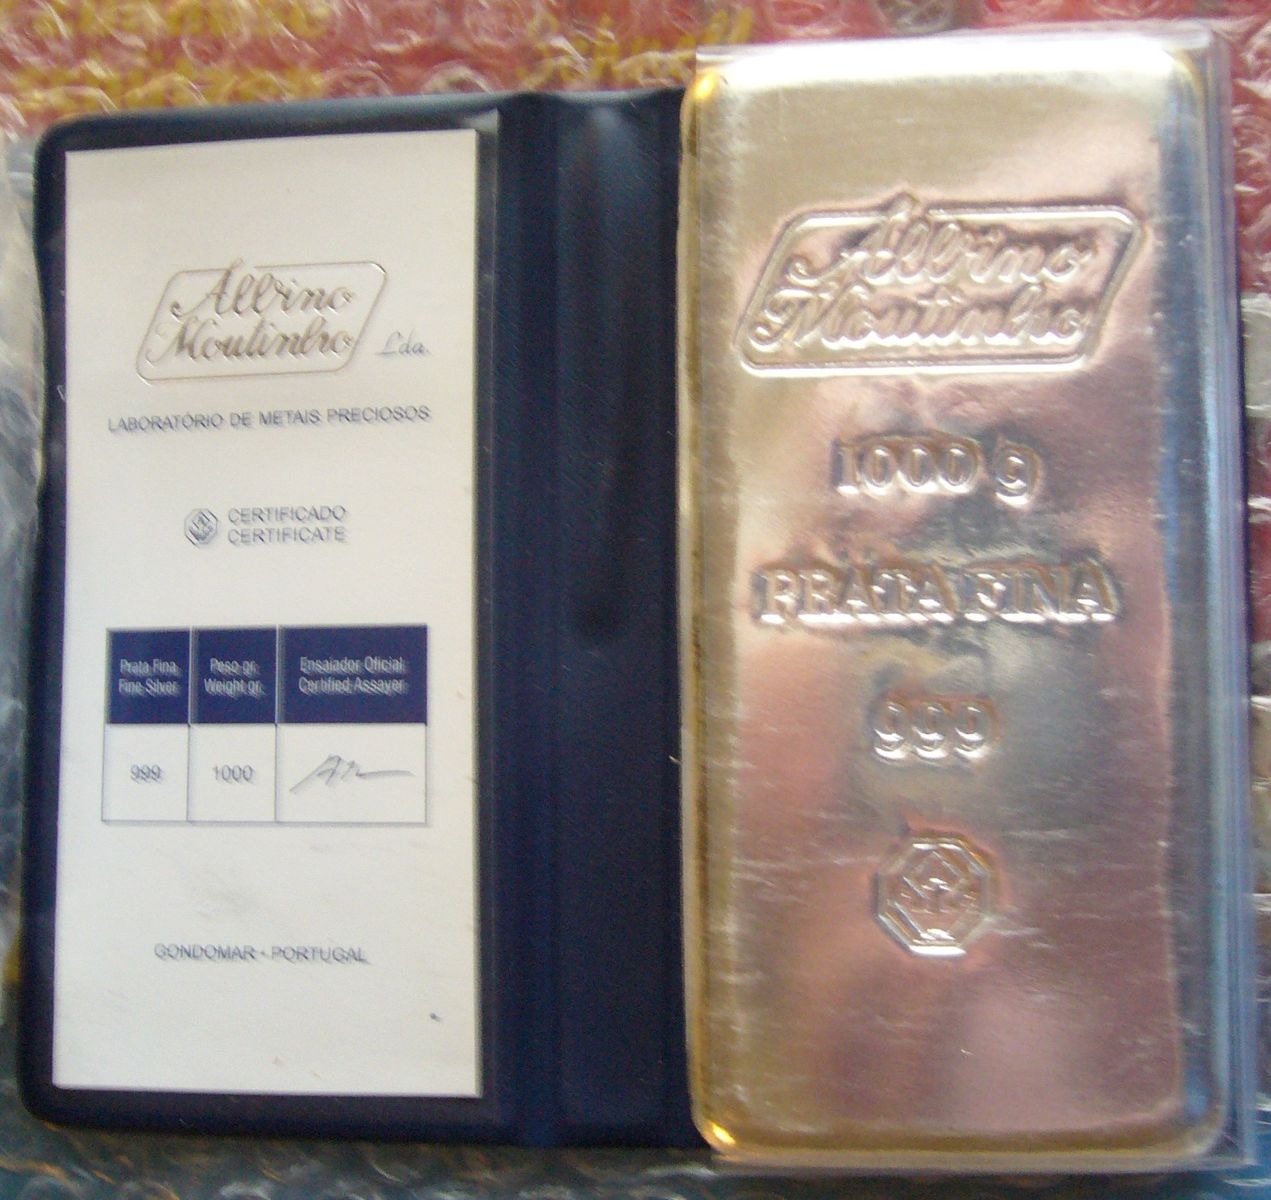 Albino
Moutinho Lda.
LABORATÓRIO DE METAIS PRECIOSOS
CERTIFICADO
CERTIFICATE
Prata Fina
Fine Silver
Peso gr.
Weight gr.
Ensaiador Oficial
Certified Assayer
999
1000
GONDOMAR • PORTUGAL
Albino
Moutinho
1000 g
PRATA FINA
999